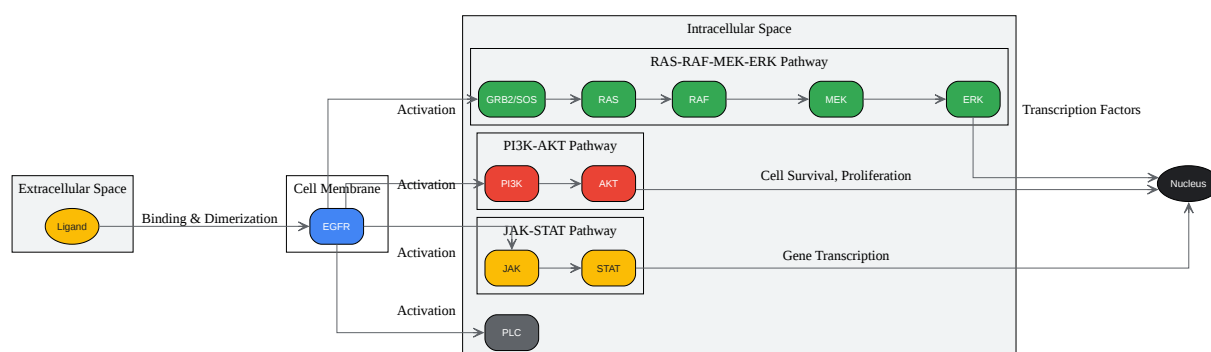 Intracellular Space
RAS-RAF-MEK-ERK Pathway
GRB2/SOS
RAS
RAF
MEK
ERK
Activation
Transcription Factors
PI3K-AKT Pathway
Activation
PI3K
AKT
Cell Survival, Proliferation
Nucleus
Extracellular Space
Ligand
Binding & Dimerization
Cell Membrane
EGFR
JAK-STAT Pathway
Activation
JAK
STAT
Gene Transcription
Activation
PLC